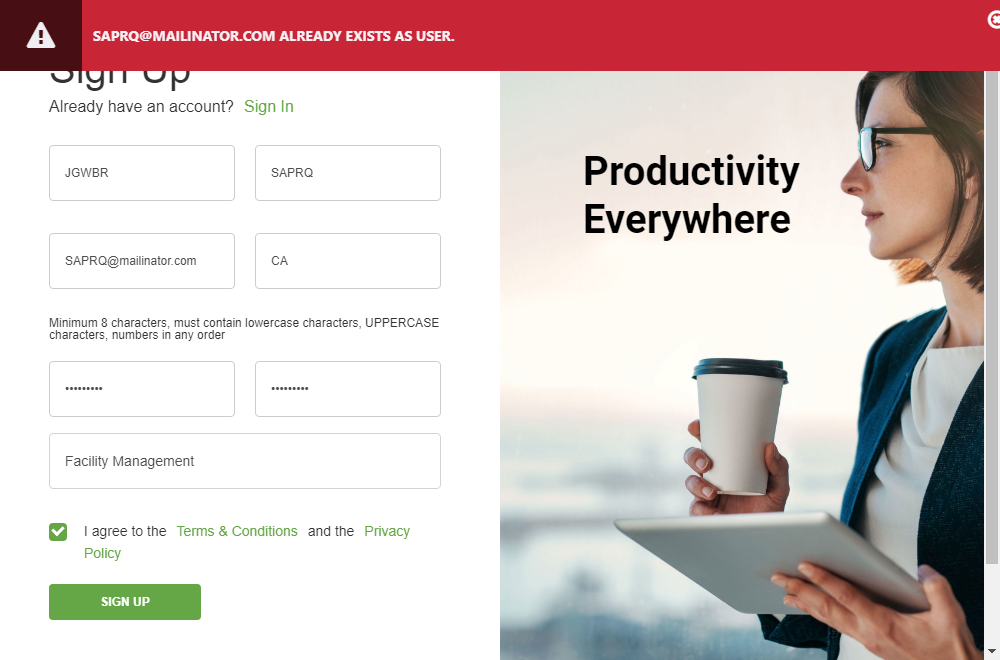 SAPRQ@MAILINATOR.COM ALREADY EXISTS AS USER.
Sign Up
Already have an account? Sign In
JGWBR
SAPRQ
SAPRQ@mailinator.com
CA
Minimum 8 characters, must contain lowercase characters, UPPERCASE
characters, numbers in any order
•••••••••
•••••••••
Facility Management
I agree to the Terms & Conditions and the Privacy
Policy
SIGN UP
Productivity
Everywhere